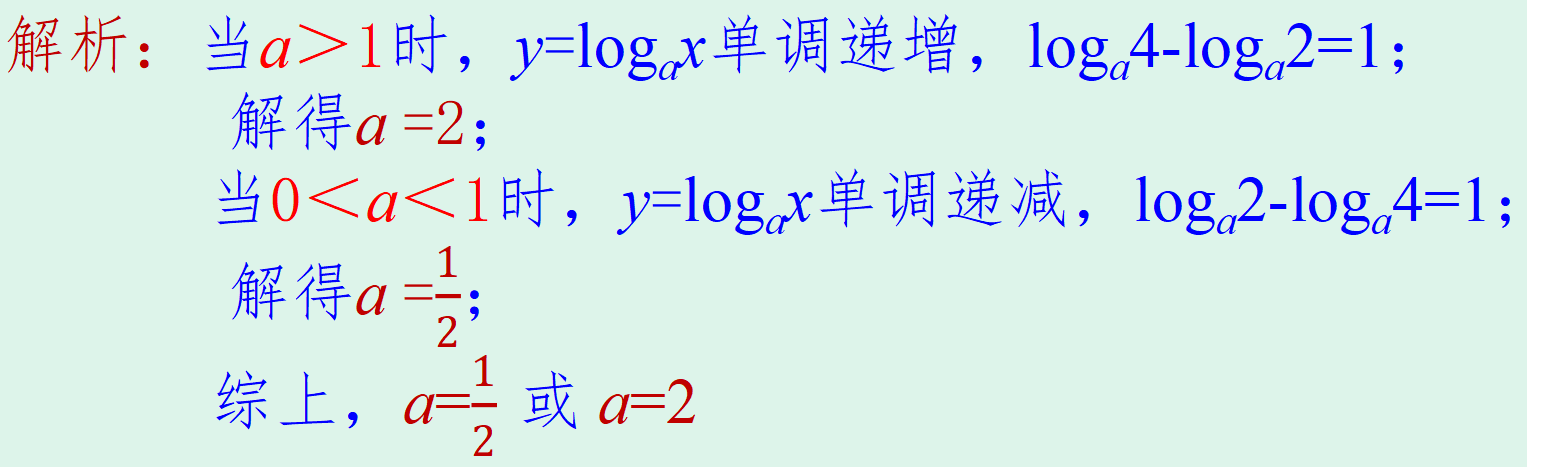 解析：当a＞1时，y=logₐx单调递增，logₐ4-logₐ2=1；
解得a =2；
当0＜a＜1时，y=logₐx单调递减，logₐ2-logₐ4=1；
解得a =1/2；
综上，a=1/2 或 a=2